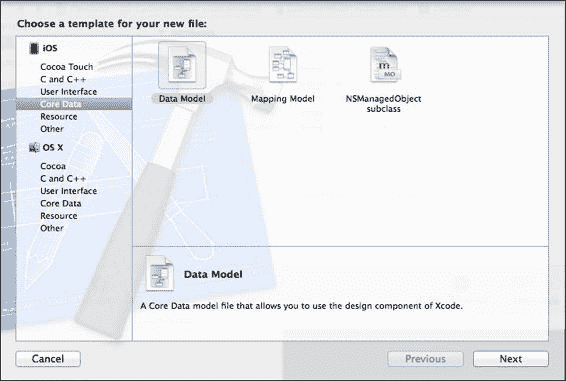 Choose a template for your new file:
iOS
Cocoa Touch
C and C++
User Interface
Core Data
Resource
Other
OS X
Cocoa
C and C++
User Interface
Core Data
Resource
Other
Data Model
Mapping Model
NSManagedObject
subclass
m
MO
Data Model
A Core Data model file that allows you to use the design component of Xcode.
Cancel
Previous
Next